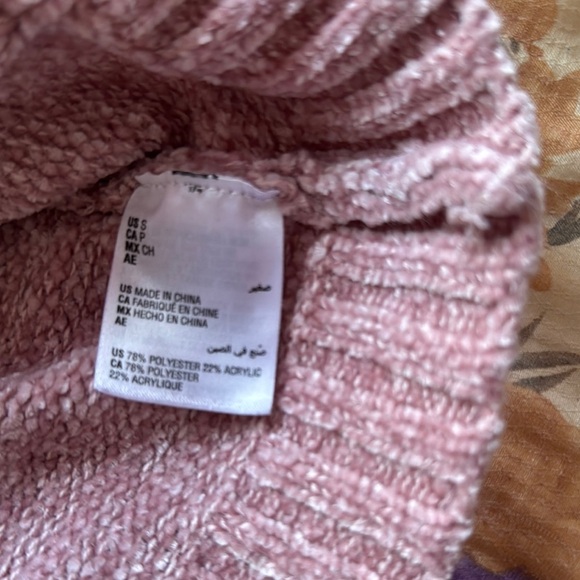 US S
CA P
MX CH
AE
صغير
US MADE IN CHINA
CA FABRIQUÉ EN CHINE
MX HECHO EN CHINA
AE
صنع في الصين
US 78% POLYESTER 22% ACRYLIC
CA 78% POLYESTER
22% ACRYLIQUE